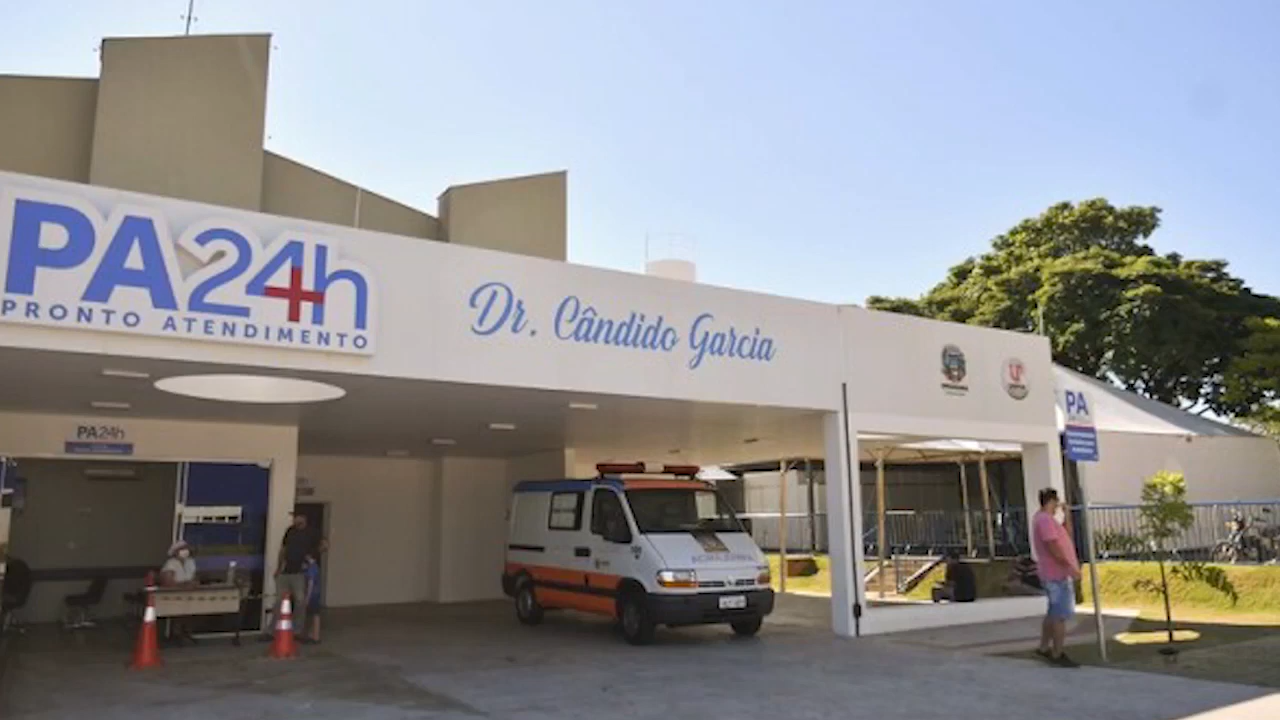 PA24h
PRONTO ATENDIMENTO
Dr. Cândido Garcia
PA24h
PA